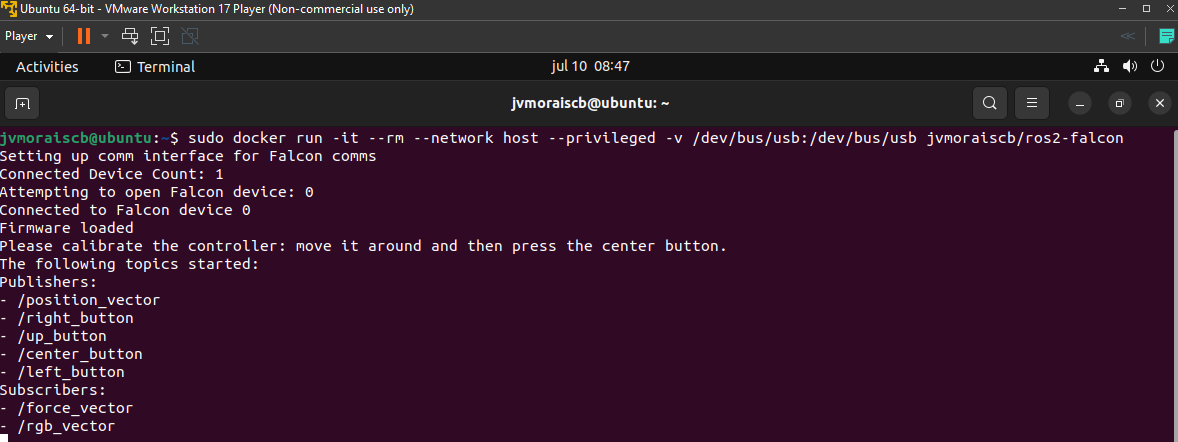 Ubuntu 64-bit - VMware Workstation 17 Player (Non-commercial use only)
Player
Activities Terminal jul 10 08:47
jvmoraiscb@ubuntu: ~
jvmoraiscb@ubuntu:~$ sudo docker run -it --rm --network host --privileged -v /dev/bus/usb:/dev/bus/usb jvmoraiscb/ros2-falcon
Setting up comm interface for Falcon comms
Connected Device Count: 1
Attempting to open Falcon device: 0
Connected to Falcon device 0
Firmware loaded
Please calibrate the controller: move it around and then press the center button.
The following topics started:
Publishers:
- /position_vector
- /right_button
- /up_button
- /center_button
- /left_button
Subscribers:
- /force_vector
- /rgb_vector